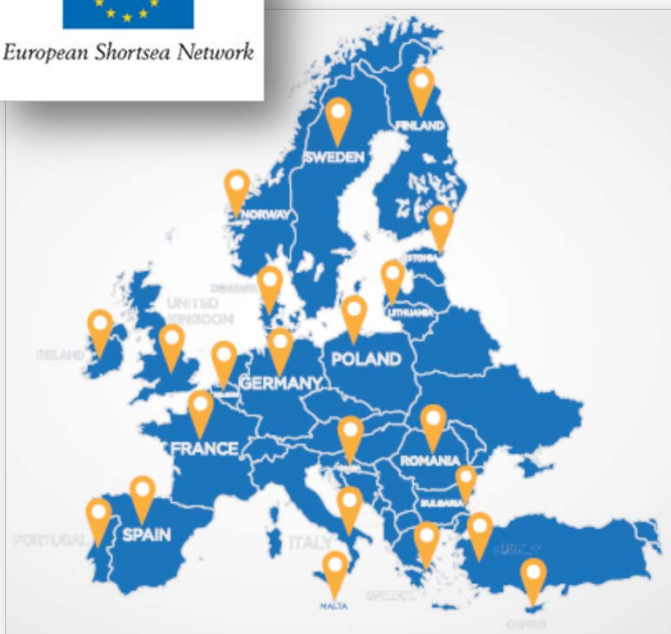 European Shortsea Network
FINLAND
SWEDEN
NORWAY
ESTONIA
DENMARK
LITHUANIA
UNITED
KINGDOM
IRELAND
POLAND
GERMANY
FRANCE
ROMANIA
BULGARIA
PORTUGAL
SPAIN
ITALY
TURKEY
GREECE
MALTA
CYPRUS